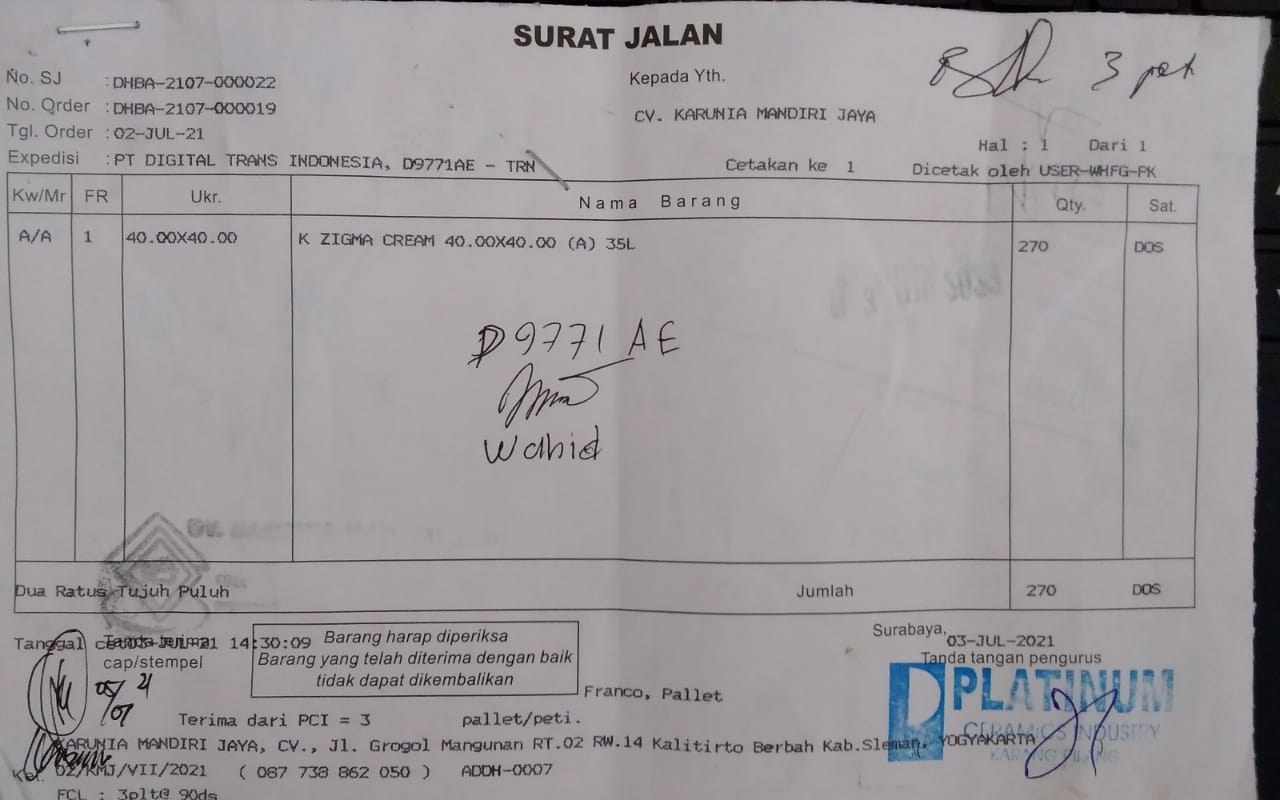 SURAT JALAN
No. SJ : DHBA-2107-000022
Kepada Yth.
3
No. Order : DHBA-2107-000019
CV. KARUNIA MANDIRI JAYA
Tgl. Order : 02-JUL-21
Hal : 1 Dari 1
Expedisi : PT DIGITAL TRANS INDONESIA, D9771AE - TRN
Cetakan ke 1
Dicetak oleh USER-WHFG-PK
Kw/Mr FR Ukr. Nama Barang Qty. Sat.
A/A 1 40.00X40.00 K ZIGMA CREAM 40.00X40.00 (A) 35L 270 DOS
D 9771 AE
Wahid
Dua Ratus Tujuh Puluh Jumlah 270 DOS
Tanggal 03-JUL-21 14:30:09
Tanda terima
cap/stempel
Barang harap diperiksa
Barang yang telah diterima dengan baik
tidak dapat dikembalikan
Surabaya, 03-JUL-2021
Tanda tangan pengurus
Franco, Pallet
PLATINUM
CERAMICS INDUSTRY
KARANG PILANG
05/07 21
Terima dari PCI = 3 pallet/peti.
KARUNIA MANDIRI JAYA, CV., Jl. Grogol Mangunan RT.02 RW.14 Kalitirto Berbah Kab.Sleman, YOGYAKARTA
Ket. 02/KMJ/VII/2021 ( 087 738 862 050 ) ADDH-0007
FCL : 3plt@ 90ds